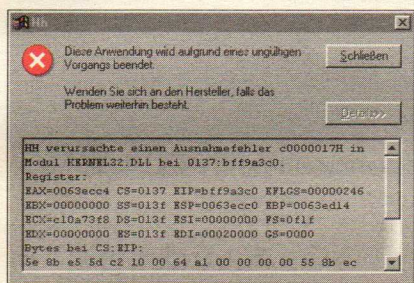 Hh
Diese Anwendung wird aufgrund eines ungültigen
Vorgangs beendet.
Schließen
Wenden Sie sich an den Hersteller, falls das
Problem weiterhin besteht.
Details>>
HH verursachte einen Ausnahmefehler c0000017H in
Modul KERNEL32.DLL bei 0137:bff9a3c0.
Register:
EAX=0063ecc4 CS=0137 EIP=bff9a3c0 EFLGS=00000246
EBX=00000000 SS=013f ESP=0063ecc0 EBP=0063ed14
ECX=c10a73f8 DS=013f ESI=00000000 FS=0f1f
EDX=00000000 ES=013f EDI=00020000 GS=0000
Bytes bei CS:EIP:
5e 8b e5 5d c2 10 00 64 a1 00 00 00 00 55 8b ec